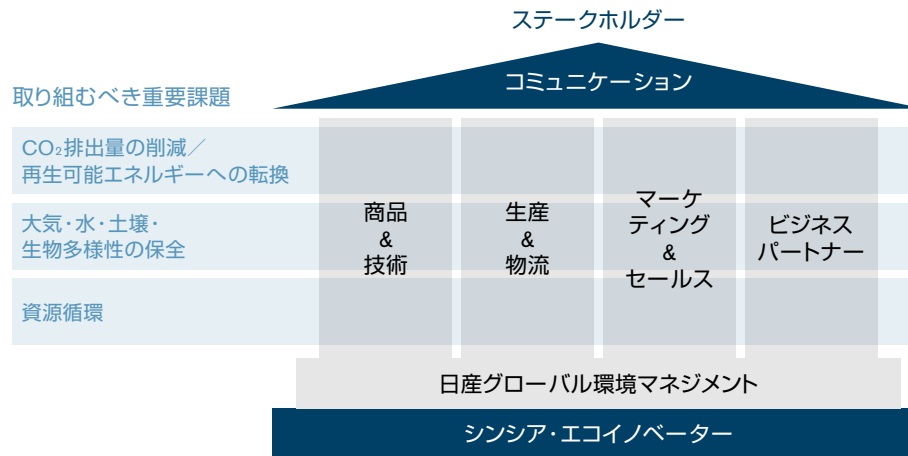 ステークホルダー
コミュニケーション
取り組むべき重要課題
CO₂排出量の削減／
再生可能エネルギーへの転換
大気・水・土壌・
生物多様性の保全
資源循環
商品
&
技術
生産
&
物流
マーケ
ティング
&
セールス
ビジネス
パートナー
日産グローバル環境マネジメント
シンシア・エコイノベーター